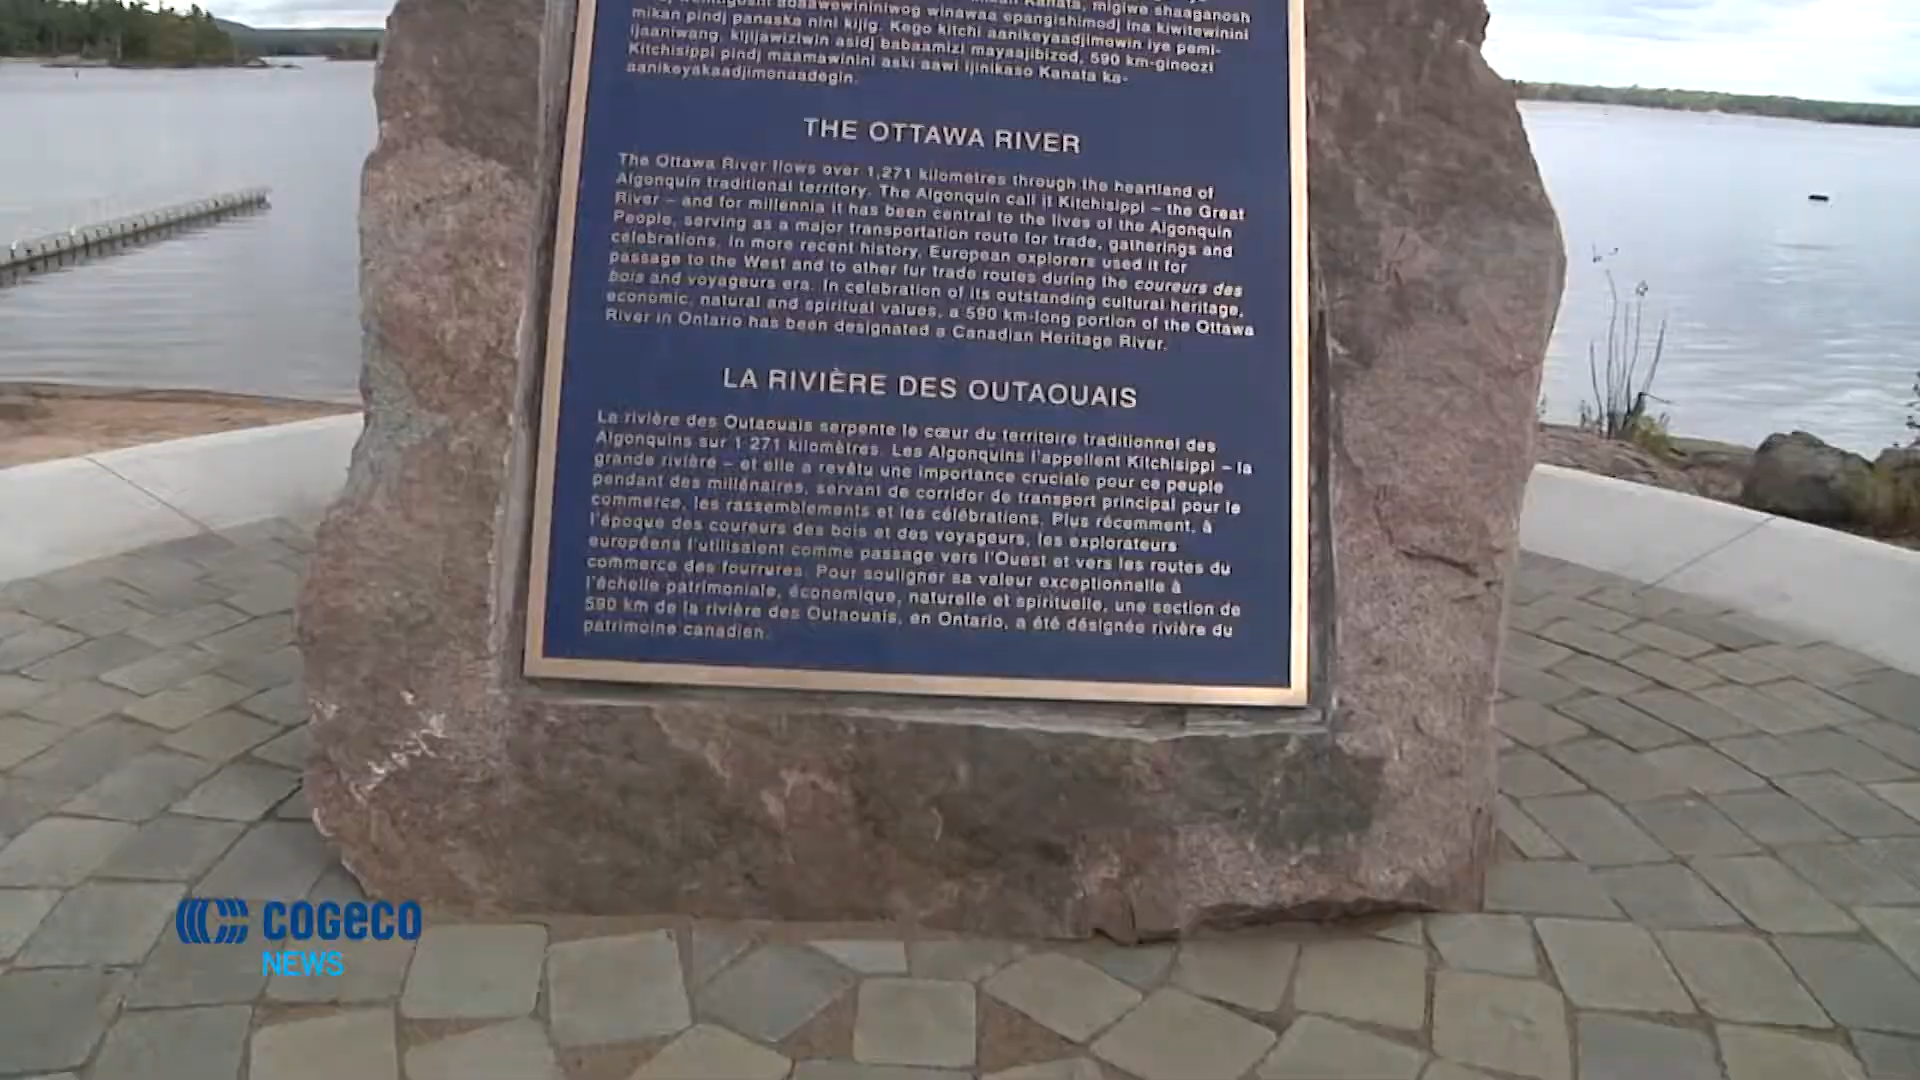 Kanata, migiwe shaaganosh
winawaa epangishimodj ina kiwitewinini
mikan pindj panaska nini kijig. Kego kitchi aanikeyaadjimowin iye pemi-
ijaaniwang, kijijawiziwin asidj babaamizi mayaajibizod, 590 km-ginoozi
Kitchisippi pindj maamawinini aski aawi ijinikaso Kanata ka-
aanikeyakaadjimonaadegin.
THE OTTAWA RIVER
The Ottawa River flows over 1,271 kilometres through the heartland of
Algonquin traditional territory. The Algonquin call it Kitchisippi – the Great
River – and for millennia it has been central to the lives of the Algonquin
People, serving as a major transportation route for trade, gatherings and
celebrations. In more recent history, European explorers used it for
passage to the West and to other fur trade routes during the coureurs des
bois and voyageurs era. In celebration of its outstanding cultural heritage,
economic, natural and spiritual values, a 590 km-long portion of the Ottawa
River in Ontario has been designated a Canadian Heritage River.
LA RIVIÈRE DES OUTAOUAIS
La rivière des Outaouais serpente le cœur du territoire traditionnel des
Algonquins sur 1 271 kilomètres. Les Algonquins l'appellent Kitchisippi – la
grande rivière – et elle a revêtu une importance cruciale pour ce peuple
pendant des millénaires, servant de corridor de transport principal pour le
commerce, les rassemblements et les célébrations. Plus récemment, à
l'époque des coureurs des bois et des voyageurs, les explorateurs
européens l'utilisaient comme passage vers l'Ouest et vers les routes du
commerce des fourrures. Pour souligner sa valeur exceptionnelle à
l'échelle patrimoniale, économique, naturelle et spirituelle, une section de
590 km de la rivière des Outaouais, en Ontario, a été désignée rivière du
patrimoine canadien.
COGECO
NEWS